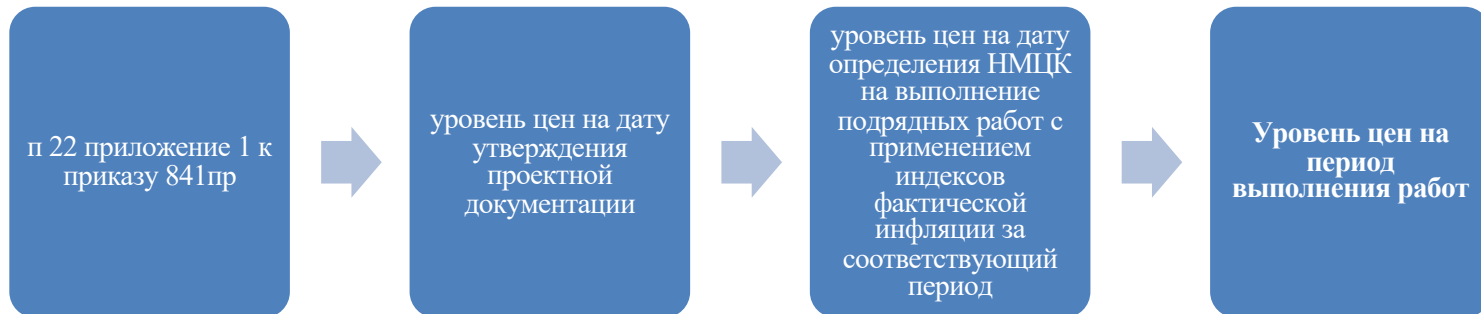 п 22 приложение 1 к
приказу 841пр
уровень цен на дату
утверждения
проектной
документации
уровень цен на дату
определения НМЦК
на выполнение
подрядных работ с
применением
индексов
фактической
инфляции за
соответствующий
период
Уровень цен на
период
выполнения работ